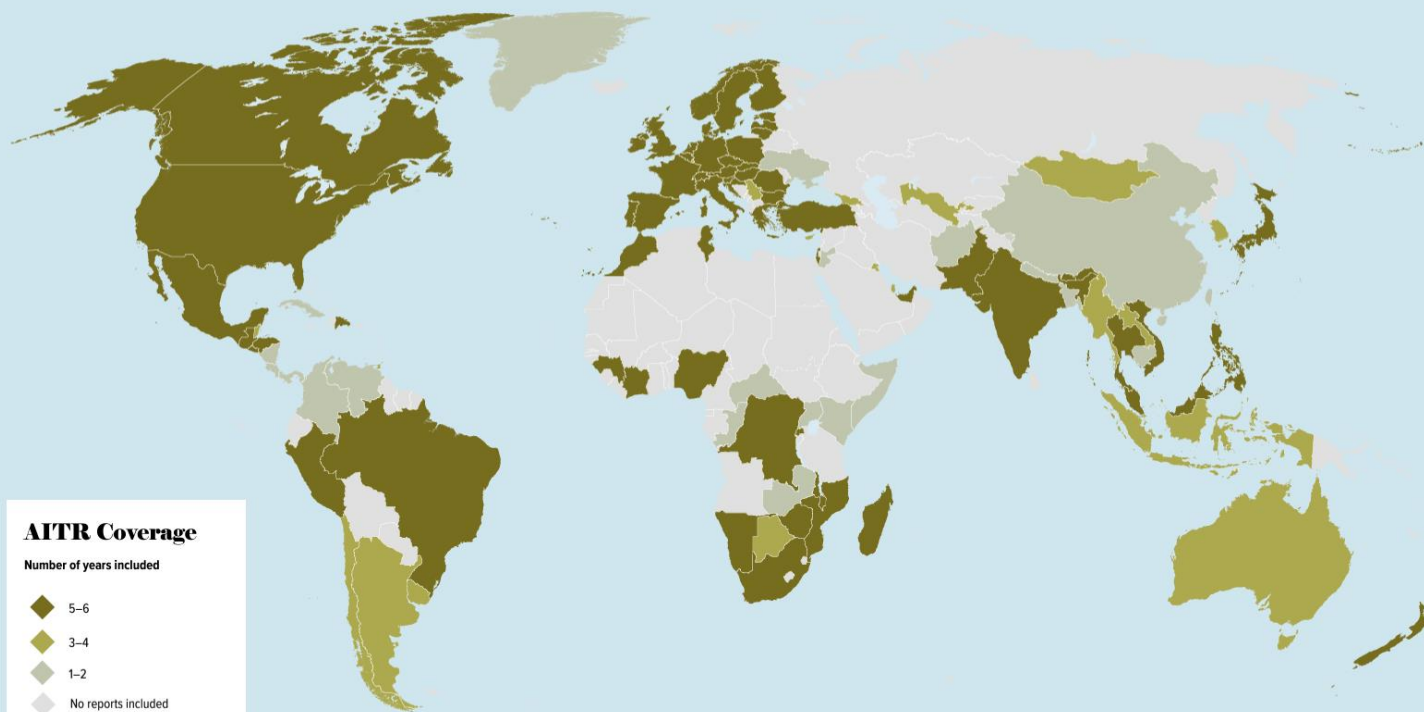 AITR Coverage
Number of years included
5–6
3–4
1–2
No reports included